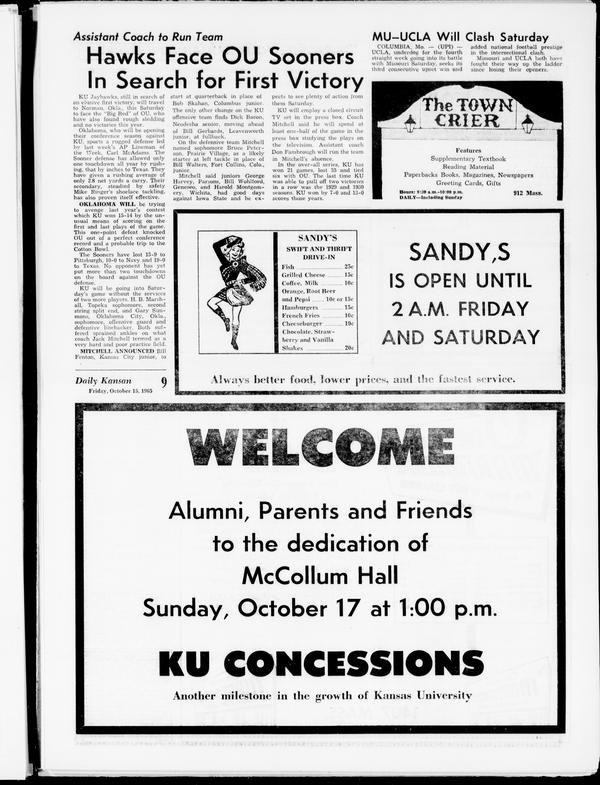 Assistant Coach to Run Team
Hawks Face OU Sooners
In Search for First Victory
KU Jayhawks, still in search of
an elusive first victory, will travel
to Norman, Okla., this Saturday
to face the "Big Red" of OU, who
have also found rough sledding
and no victories this year.
Oklahoma, who will be opening
their conference season against
KU, sports a rugged defense led
by last week's AP Lineman of
the Week, Carl McAdams. The
Sooner defense has allowed only
one touchdown all year by rush-
ing, that by inches to Texas. They
have given a rushing average of
only 2.8 net yards a carry. Their
secondary, steadied by safety
Mike Ringer's shoelace tackling,
has also proven itself effective.
OKLAHOMA WILL be trying
to avenge last year's contest
which KU won 15-14 by the un-
usual means of scoring on the
first and last plays of the game.
This one-point defeat knocked
OU out of a perfect conference
record and a probable trip to the
Cotton Bowl.
The Sooners have lost 13-9 to
Pittsburgh, 10-0 to Navy and 19-0
to Texas. No opponent has yet
put more than two touchdowns
on the board against the OU
defense.
KU will be going into Satur-
day's game without the services
of two more players. H. B. Marsh-
all, Topeka sophomore, second
string split end, and Gary Sim-
mons, Oklahoma City, Okla.,
sophomore, offensive guard and
defensive linebacker. Both suf-
fered sprained ankles on what
coach Jack Mitchell termed as a
very hard and poor practice field.
MITCHELL ANNOUNCED Bill
Fenton, Kansas City junior, to
start at quarterback in place of
Bob Skahan, Columbus junior.
The only other change on the KU
offensive team finds Dick Bacon,
Neodesha senior, moving ahead
of Bill Gerhards, Leavenworth
junior, at fullback.
On the defensive team Mitchell
named sophomore Bruce Peter-
son, Prairie Village, as a likely
starter at left tackle in place of
Bill Walters, Fort Collins, Colo.,
junior.
Mitchell said juniors George
Harvey, Parsons, Bill Wohlford,
Geneseo, and Harold Montgom-
ery, Wichita, had good days
against Iowa State and he ex-
pects to see plenty of action from
them Saturday.
KU will employ a closed circuit
TV set in the press box. Coach
Mitchell said he will spend at
least one-half of the game in the
press box studying the plays on
the television. Assistant coach
Don Fambrough will run the team
in Mitchell's absence.
In the over-all series, KU has
won 21 games, lost 35 and tied
six with OU. The last time KU
was able to pull off two victories
in a row was the 1929 and 1930
seasons. KU won by 7-0 and 13-0
scores those years.
MU-UCLA Will Clash Saturday
COLUMBIA, Mo. — (UPI) —
UCLA, underdog for the fourth
straight week going into its battle
with Missouri Saturday, seeks its
third consecutive upset win and
added national football prestige
in the intersectional clash.
Missouri and UCLA both have
fought their way up the ladder
since losing their openers.
The TOWN
CRIER
Features
Supplementary Textbook
Reading Material
Paperbacks Books, Magazines, Newspapers
Greeting Cards, Gifts
DAILY—Including Sunday
912 Mass.
SANDY'S
SWIFT AND THRIFT
DRIVE-IN
Fish 25c
Grilled Cheese 15c
Coffee, Milk 10c
Orange, Root Beer
and Pepsi 10c or 15c
Hamburgers 15c
French Fries 10c
Cheeseburger 19c
Chocolate, Straw-
berry and Vanilla
Shakes 20c
SANDY,S
IS OPEN UNTIL
2 A.M. FRIDAY
AND SATURDAY
Always better food, lower prices, and the fastest service.
Daily Kansan 9
Friday, October 15, 1965
WELCOME
Alumni, Parents and Friends
to the dedication of
McCollum Hall
Sunday, October 17 at 1:00 p.m.
KU CONCESSIONS
Another milestone in the growth of Kansas University